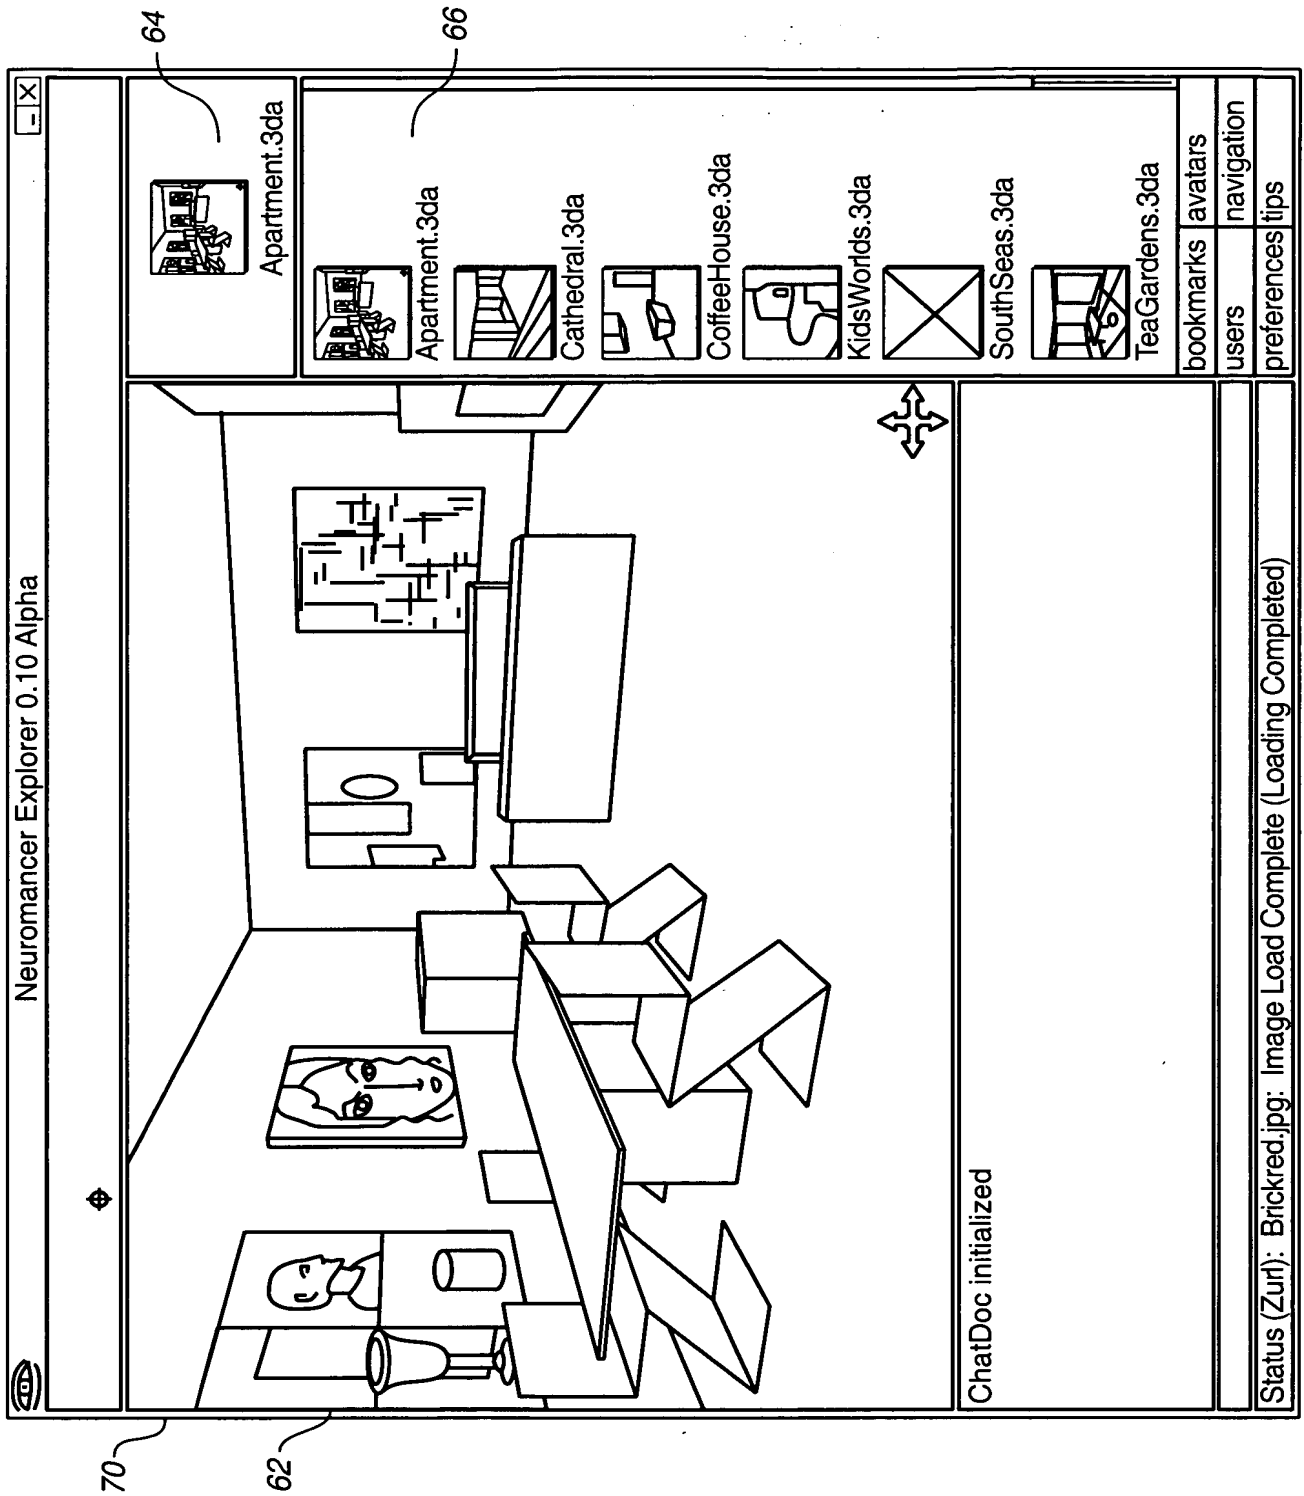 Neuromancer Explorer 0.10 Alpha
- X
70
62
64
Apartment.3da
66
Apartment.3da
Cathedral.3da
CoffeeHouse.3da
KidsWorlds.3da
SouthSeas.3da
TeaGardens.3da
bookmarks avatars
users navigation
preferences tips
ChatDoc initialized
Status (Zurl): Brickred.jpg: Image Load Complete (Loading Completed)